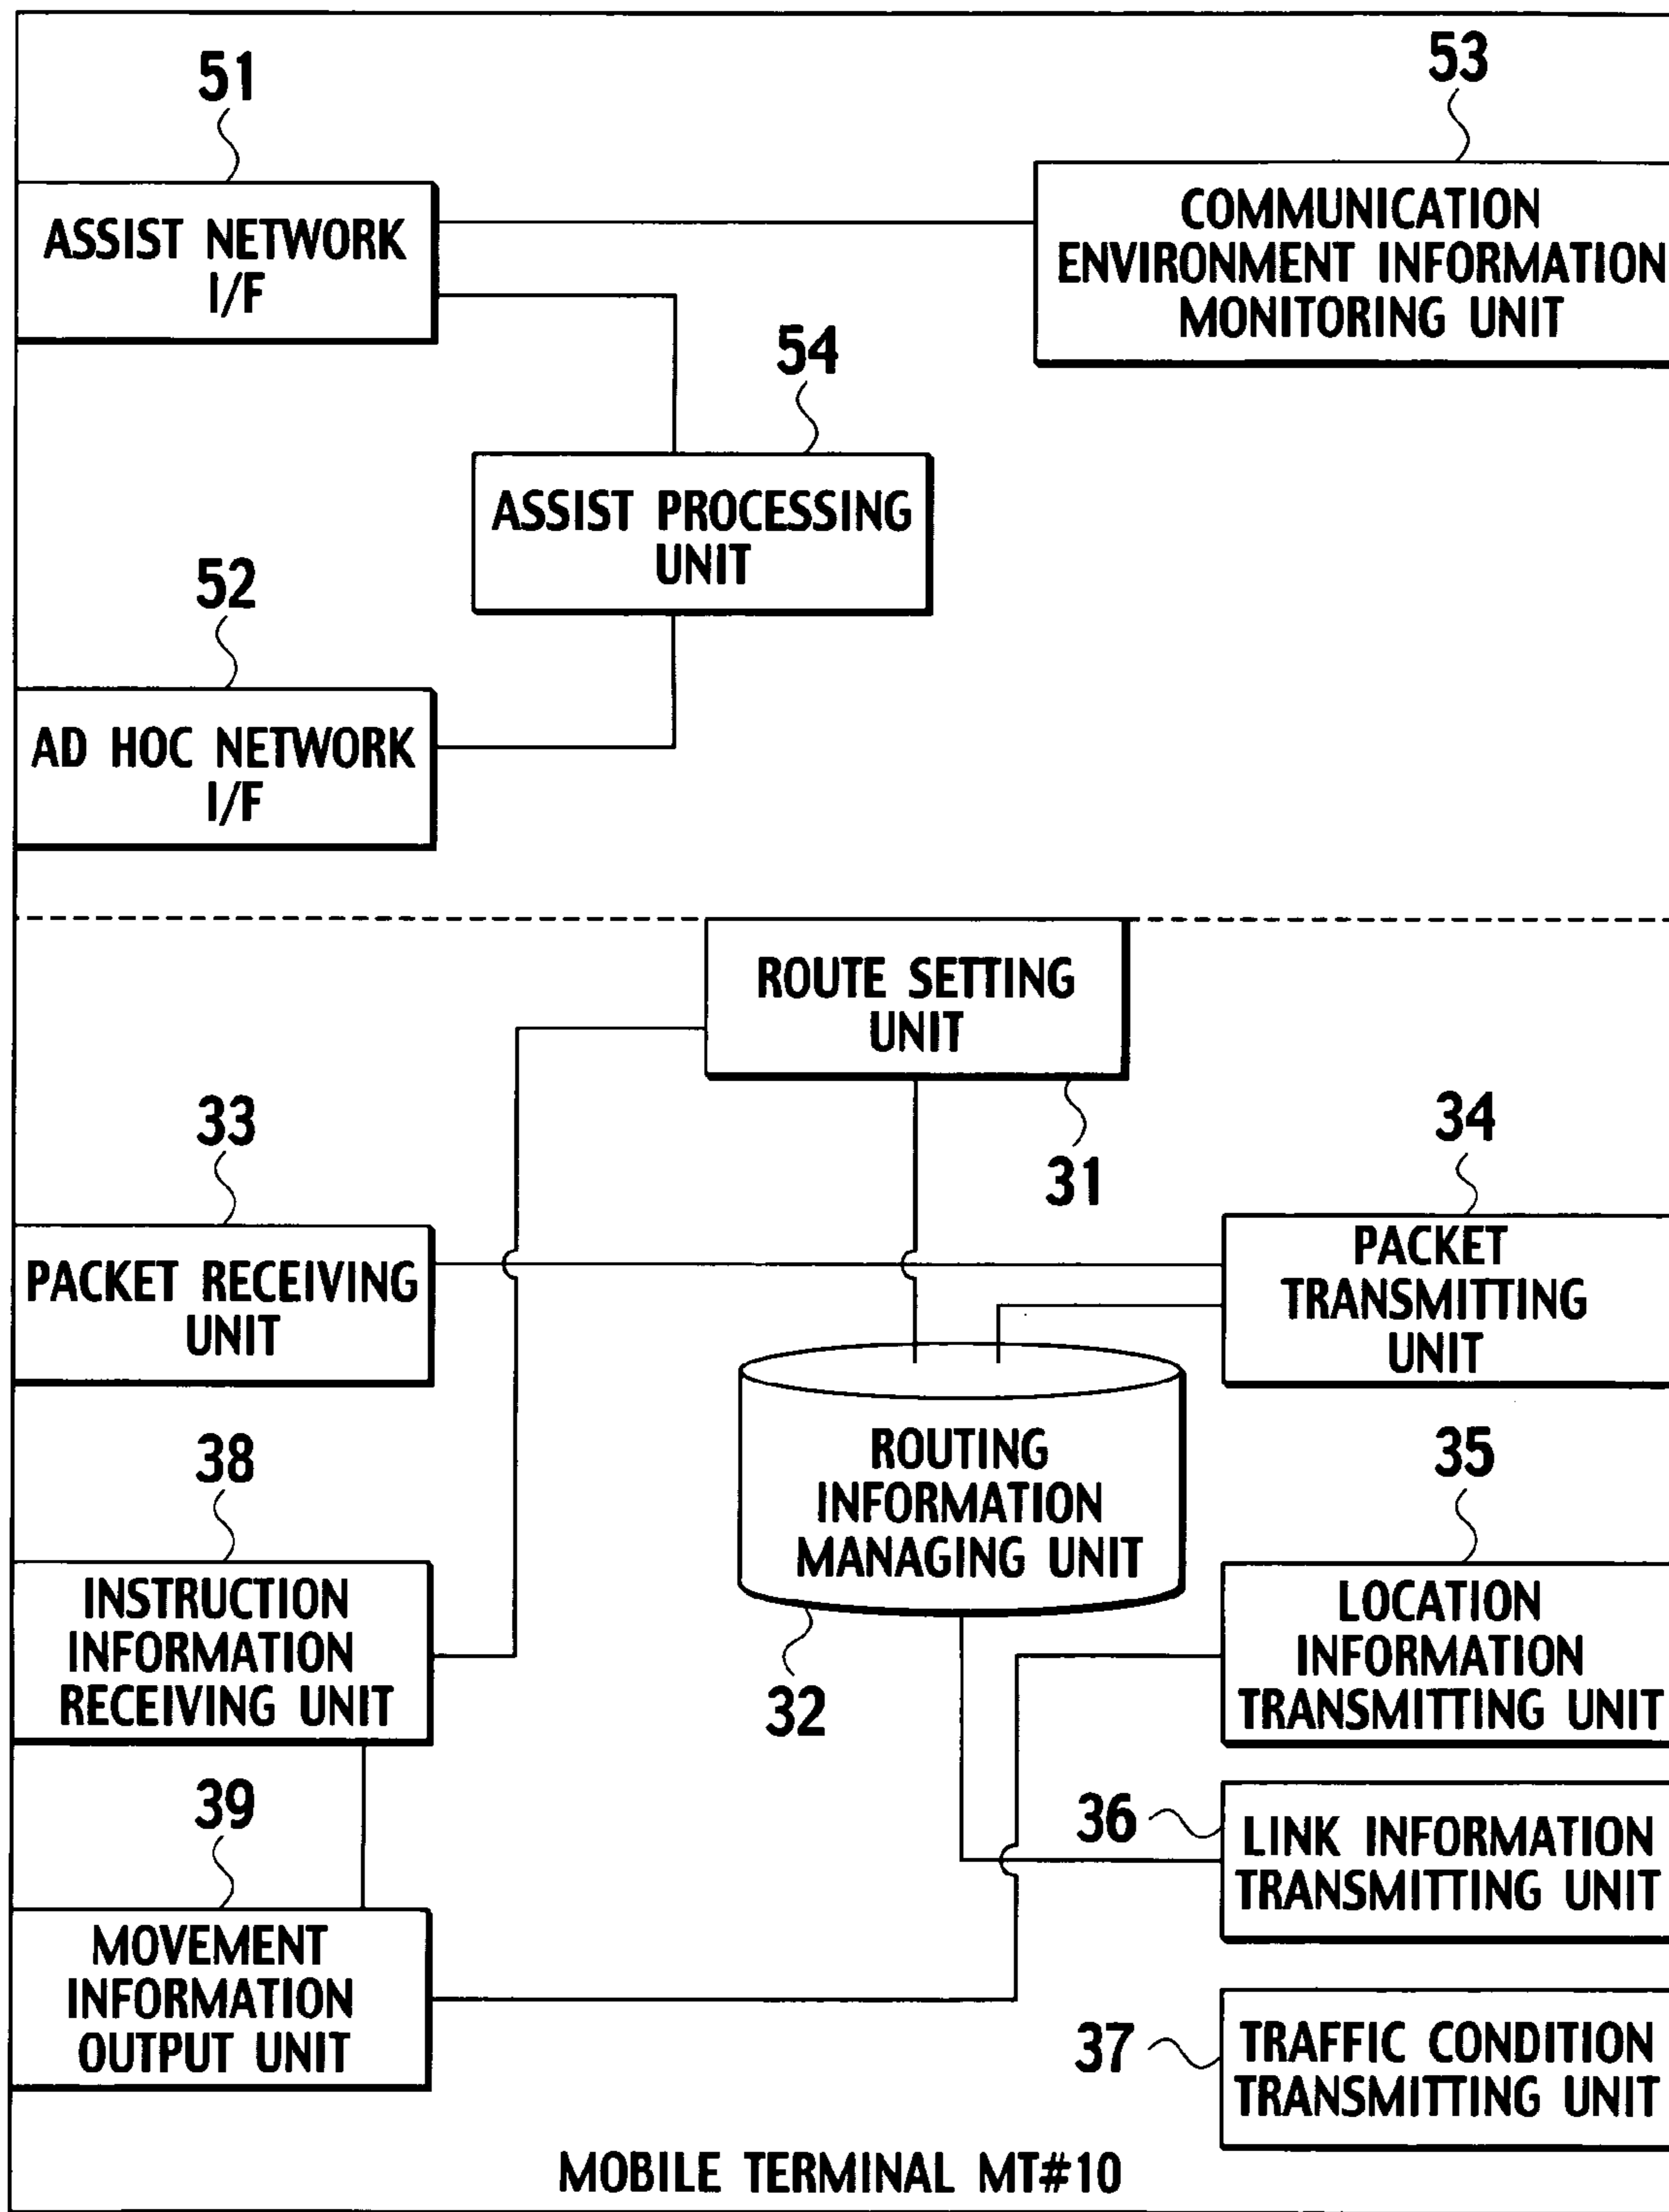 51
53
ASSIST NETWORK
I/F
COMMUNICATION
ENVIRONMENT INFORMATION
MONITORING UNIT
54
ASSIST PROCESSING
UNIT
52
AD HOC NETWORK
I/F
ROUTE SETTING
UNIT
31
33
34
PACKET RECEIVING
UNIT
PACKET
TRANSMITTING
UNIT
ROUTING
INFORMATION
MANAGING UNIT
32
38
35
INSTRUCTION
INFORMATION
RECEIVING UNIT
LOCATION
INFORMATION
TRANSMITTING UNIT
39
36
LINK INFORMATION
TRANSMITTING UNIT
MOVEMENT
INFORMATION
OUTPUT UNIT
37
TRAFFIC CONDITION
TRANSMITTING UNIT
MOBILE TERMINAL MT#10